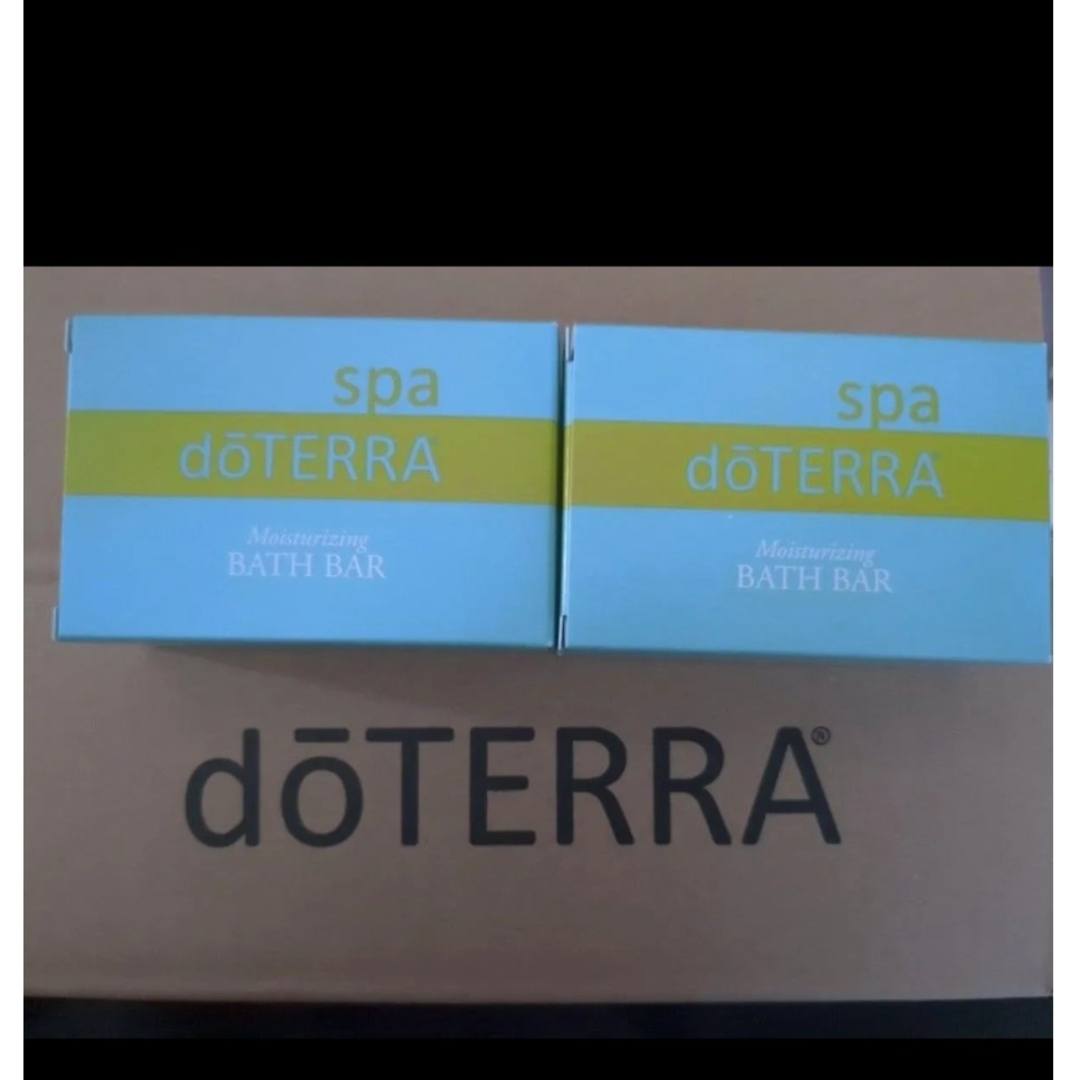 spa
dōTERRA
Moisturizing
BATH BAR
spa
dōTERRA
Moisturizing
BATH BAR
dōTERRA®